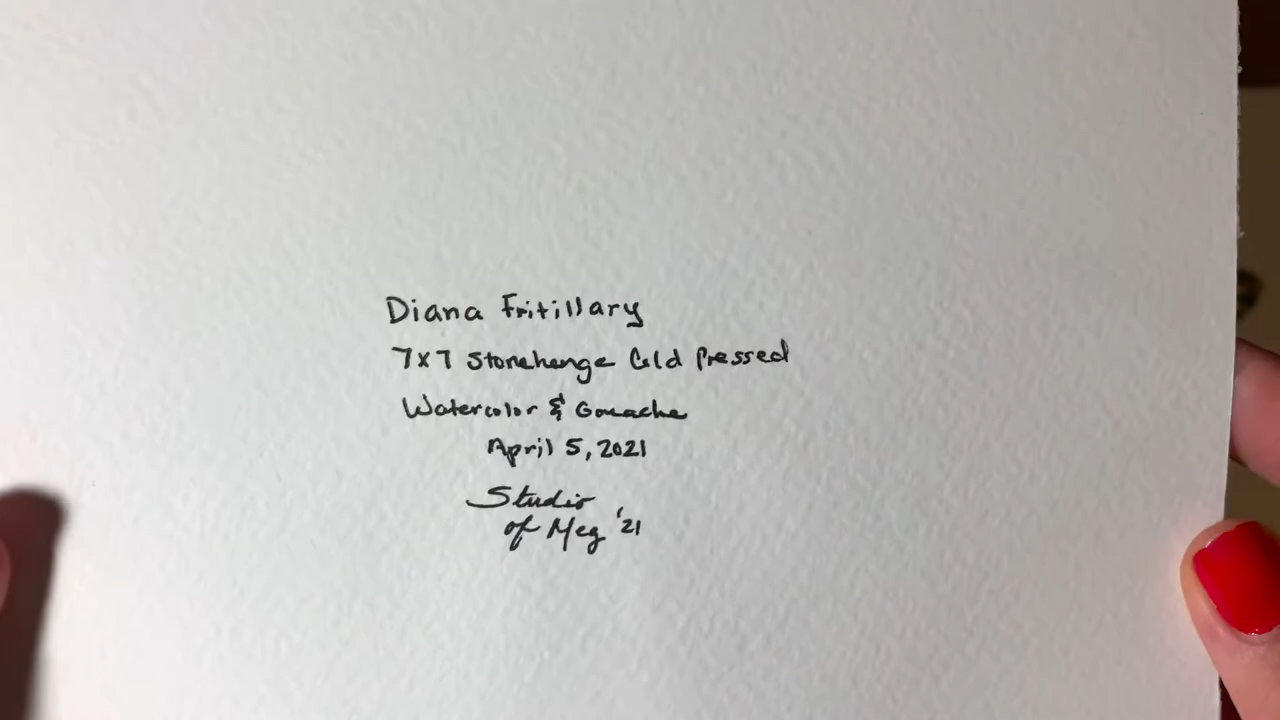 Diana Fritillary
7x7 Stonehenge Cold Pressed
Watercolor & Gouache
April 5, 2021
Studio
of Meg '21